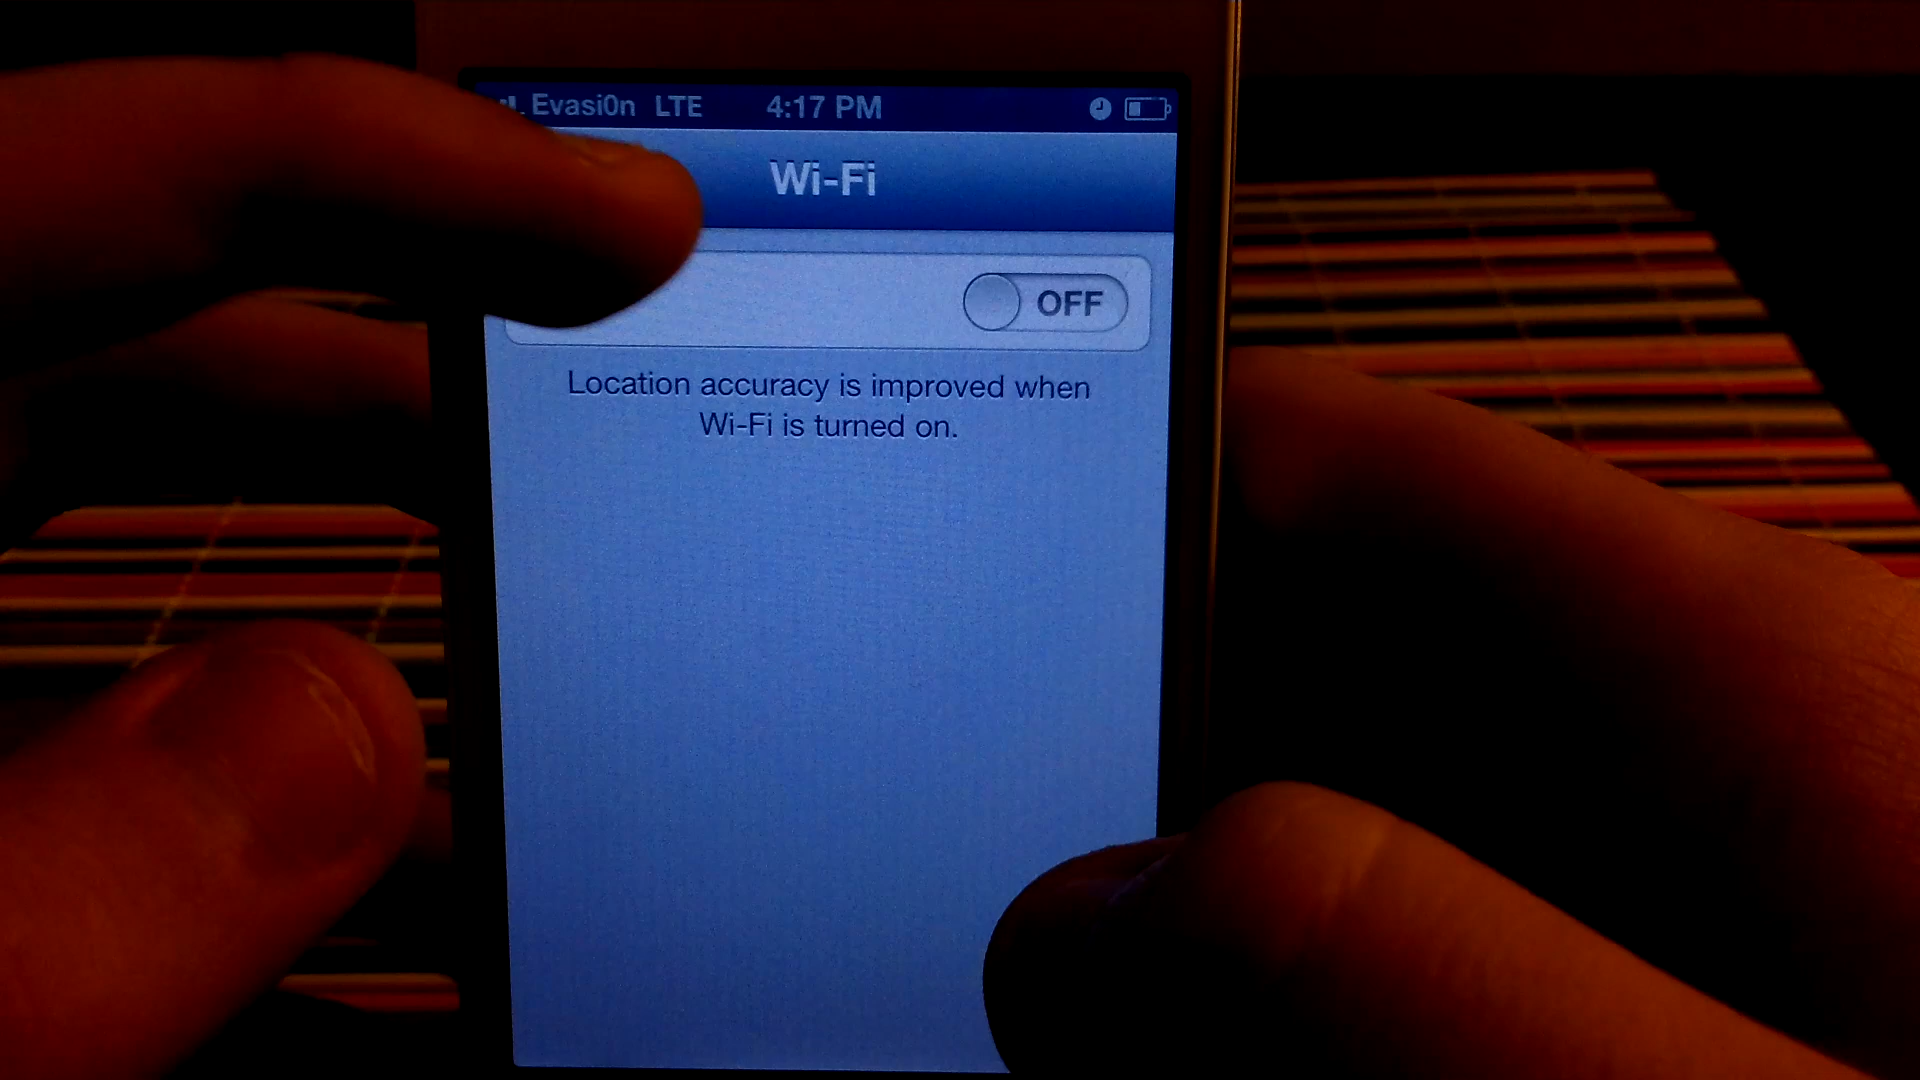 Evasi0n LTE 4:17 PM
Wi-Fi
OFF
Location accuracy is improved when
Wi-Fi is turned on.